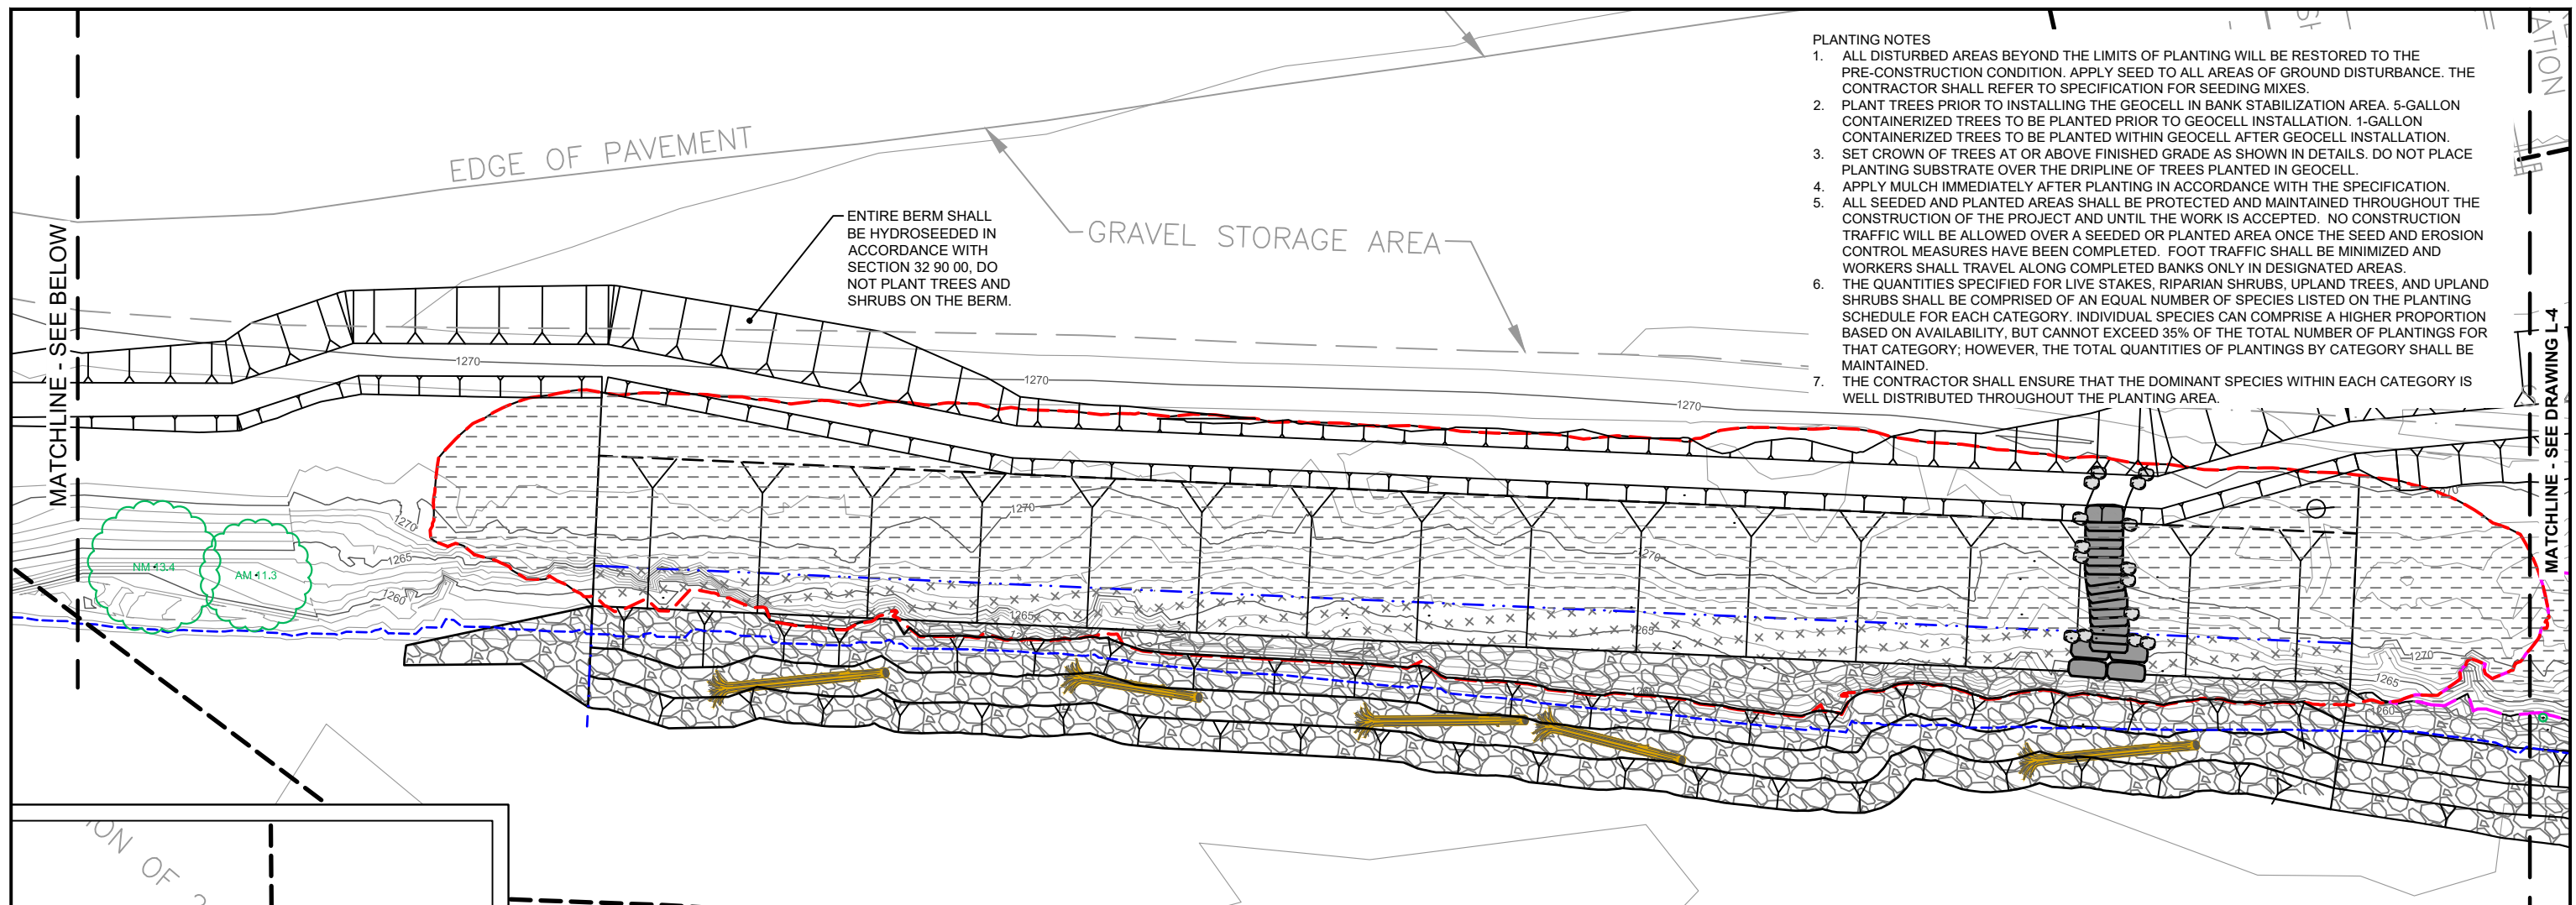 PLANTING NOTES
1. ALL DISTURBED AREAS BEYOND THE LIMITS OF PLANTING WILL BE RESTORED TO THE
PRE-CONSTRUCTION CONDITION. APPLY SEED TO ALL AREAS OF GROUND DISTURBANCE. THE
CONTRACTOR SHALL REFER TO SPECIFICATION FOR SEEDING MIXES.
2. PLANT TREES PRIOR TO INSTALLING THE GEOCELL IN BANK STABILIZATION AREA. 5-GALLON
CONTAINERIZED TREES TO BE PLANTED PRIOR TO GEOCELL INSTALLATION. 1-GALLON
CONTAINERIZED TREES TO BE PLANTED WITHIN GEOCELL AFTER GEOCELL INSTALLATION.
3. SET CROWN OF TREES AT OR ABOVE FINISHED GRADE AS SHOWN IN DETAILS. DO NOT PLACE
PLANTING SUBSTRATE OVER THE DRIPLINE OF TREES PLANTED IN GEOCELL.
4. APPLY MULCH IMMEDIATELY AFTER PLANTING IN ACCORDANCE WITH THE SPECIFICATION.
5. ALL SEEDED AND PLANTED AREAS SHALL BE PROTECTED AND MAINTAINED THROUGHOUT THE
CONSTRUCTION OF THE PROJECT AND UNTIL THE WORK IS ACCEPTED. NO CONSTRUCTION
TRAFFIC WILL BE ALLOWED OVER A SEEDED OR PLANTED AREA ONCE THE SEED AND EROSION
CONTROL MEASURES HAVE BEEN COMPLETED. FOOT TRAFFIC SHALL BE MINIMIZED AND
WORKERS SHALL TRAVEL ALONG COMPLETED BANKS ONLY IN DESIGNATED AREAS.
6. THE QUANTITIES SPECIFIED FOR LIVE STAKES, RIPARIAN SHRUBS, UPLAND TREES, AND UPLAND
SHRUBS SHALL BE COMPRISED OF AN EQUAL NUMBER OF SPECIES LISTED ON THE PLANTING
SCHEDULE FOR EACH CATEGORY. INDIVIDUAL SPECIES CAN COMPRISE A HIGHER PROPORTION
BASED ON AVAILABILITY, BUT CANNOT EXCEED 35% OF THE TOTAL NUMBER OF PLANTINGS FOR
THAT CATEGORY; HOWEVER, THE TOTAL QUANTITIES OF PLANTINGS BY CATEGORY SHALL BE
MAINTAINED.
7. THE CONTRACTOR SHALL ENSURE THAT THE DOMINANT SPECIES WITHIN EACH CATEGORY IS
WELL DISTRIBUTED THROUGHOUT THE PLANTING AREA.
EDGE OF PAVEMENT
ENTIRE BERM SHALL
BE HYDROSEEDED IN
ACCORDANCE WITH
SECTION 32 90 00, DO
NOT PLANT TREES AND
SHRUBS ON THE BERM.
GRAVEL STORAGE AREA
MATCHLINE - SEE BELOW
MATCHLINE - SEE DRAWING L-4
ATION
1270
1270
1270
1270
1270
1270
1270
1270
1265
1260
1265
1265
1265
1260
NM 13.4
AM 11.3
ION OF